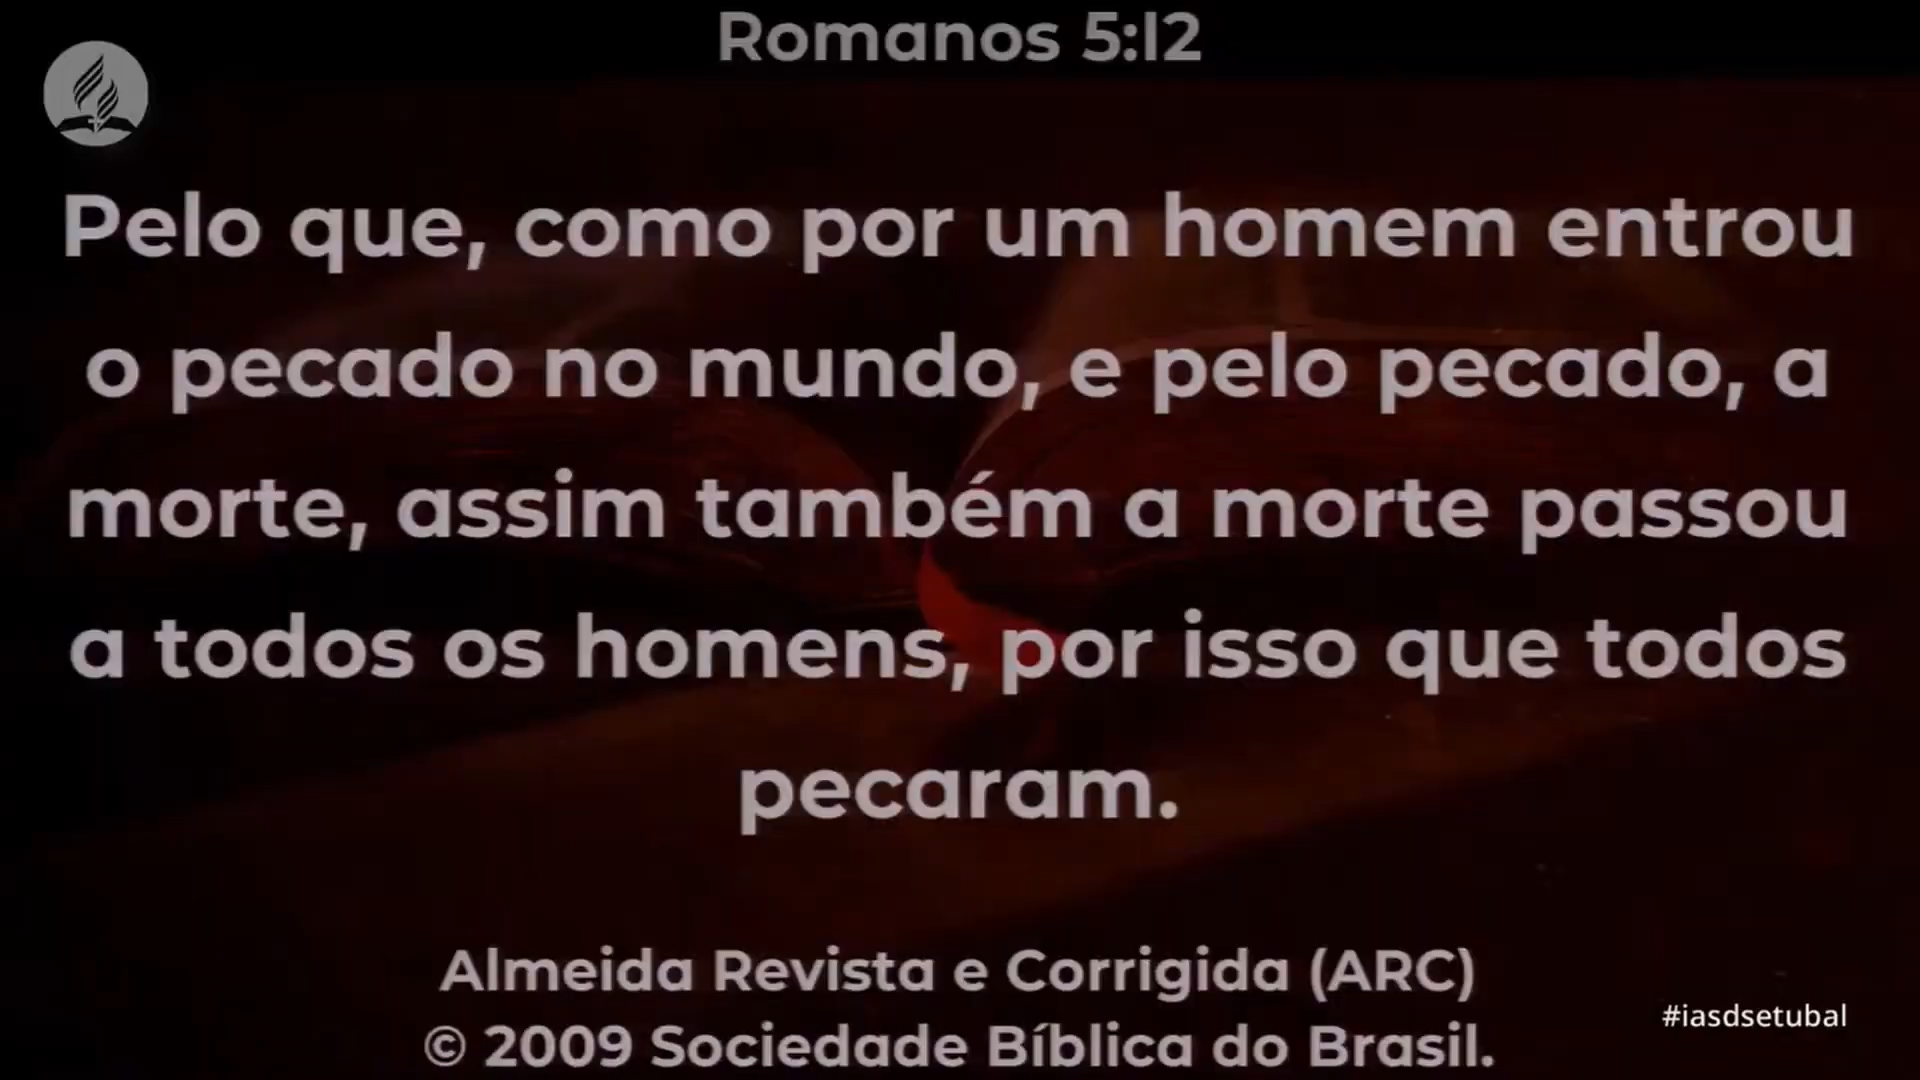 Romanos 5:12
Pelo que, como por um homem entrou
o pecado no mundo, e pelo pecado, a
morte, assim também a morte passou
a todos os homens, por isso que todos
pecaram.
Almeida Revista e Corrigida (ARC)
© 2009 Sociedade Bíblica do Brasil.
#iasdsetubal